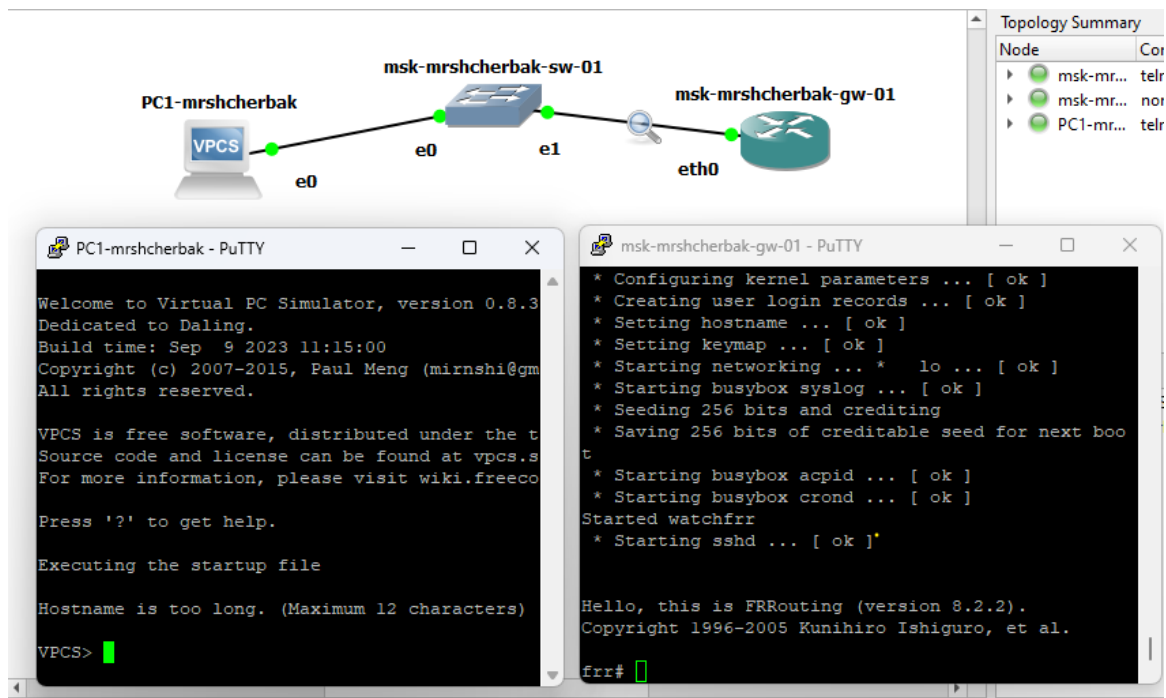 Topology Summary
Node
msk-mr...
msk-mr...
PC1-mr...
msk-mrshcherbak-sw-01
PC1-mrshcherbak
msk-mrshcherbak-gw-01
VPCS
e0
e1
eth0
e0
PC1-mrshcherbak - PuTTY
Welcome to Virtual PC Simulator, version 0.8.3
Dedicated to Daling.
Build time: Sep  9 2023 11:15:00
Copyright (c) 2007-2015, Paul Meng (mirnshi@gm
All rights reserved.
VPCS is free software, distributed under the t
Source code and license can be found at vpcs.s
For more information, please visit wiki.freeco
Press '?' to get help.
Executing the startup file
Hostname is too long. (Maximum 12 characters)
VPCS>
msk-mrshcherbak-gw-01 - PuTTY
* Configuring kernel parameters ... [ ok ]
* Creating user login records ... [ ok ]
* Setting hostname ... [ ok ]
* Setting keymap ... [ ok ]
* Starting networking ... *   lo ... [ ok ]
* Starting busybox syslog ... [ ok ]
* Seeding 256 bits and crediting
* Saving 256 bits of creditable seed for next boo
t
* Starting busybox acpid ... [ ok ]
* Starting busybox crond ... [ ok ]
Started watchfrr
* Starting sshd ... [ ok ]*
Hello, this is FRRouting (version 8.2.2).
Copyright 1996-2005 Kunihiro Ishiguro, et al.
frr#